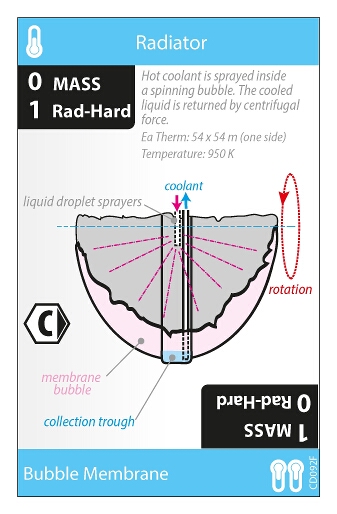 Radiator
0 MASS
1 Rad-Hard
Hot coolant is sprayed inside
a spinning bubble. The cooled
liquid is returned by centrifugal
force.
Ea Therm: 54 x 54 m (one side)
Temperature: 950 K
coolant
liquid droplet sprayers
rotation
C
membrane
bubble
collection trough
1 MASS
0 Rad-Hard
Bubble Membrane
CD092F